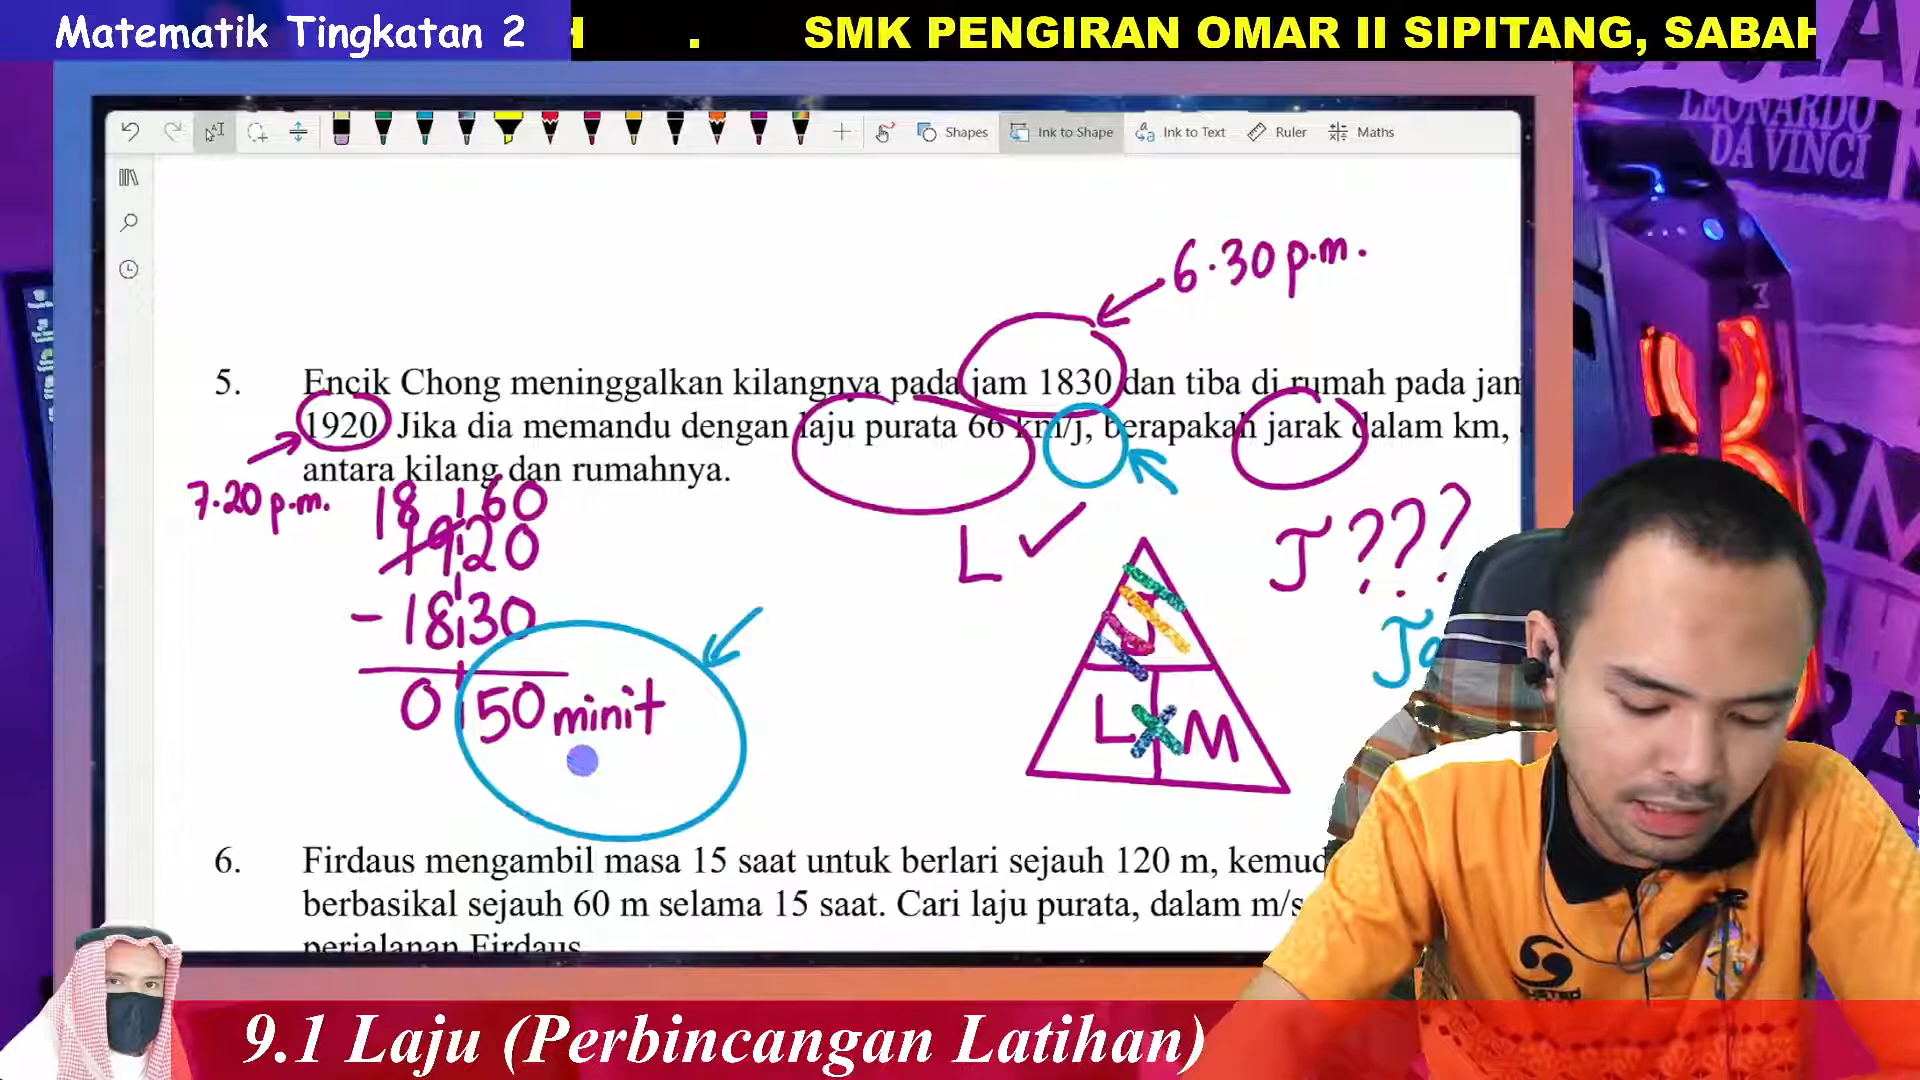 Matematik Tingkatan 2
. SMK PENGIRAN OMAR II SIPITANG, SABAH
LEONARDO
DA VINCI
Shapes Ink to Shape Ink to Text Ruler Maths
6.30 p.m.
5. Encik Chong meninggalkan kilangnya pada jam 1830 dan tiba di rumah pada jam
1920. Jika dia memandu dengan laju purata 66 km/j, berapakah jarak dalam km,
antara kilang dan rumahnya.
7.20 p.m.
18 60
1920
- 1830
0 50 minit
L ✓
J ???
J
L × M
6. Firdaus mengambil masa 15 saat untuk berlari sejauh 120 m,
berbasikal sejauh 60 m selama 15 saat. Cari laju purata, dalam m/s
perjalanan Firdaus
9.1 Laju (Perbincangan Latihan)